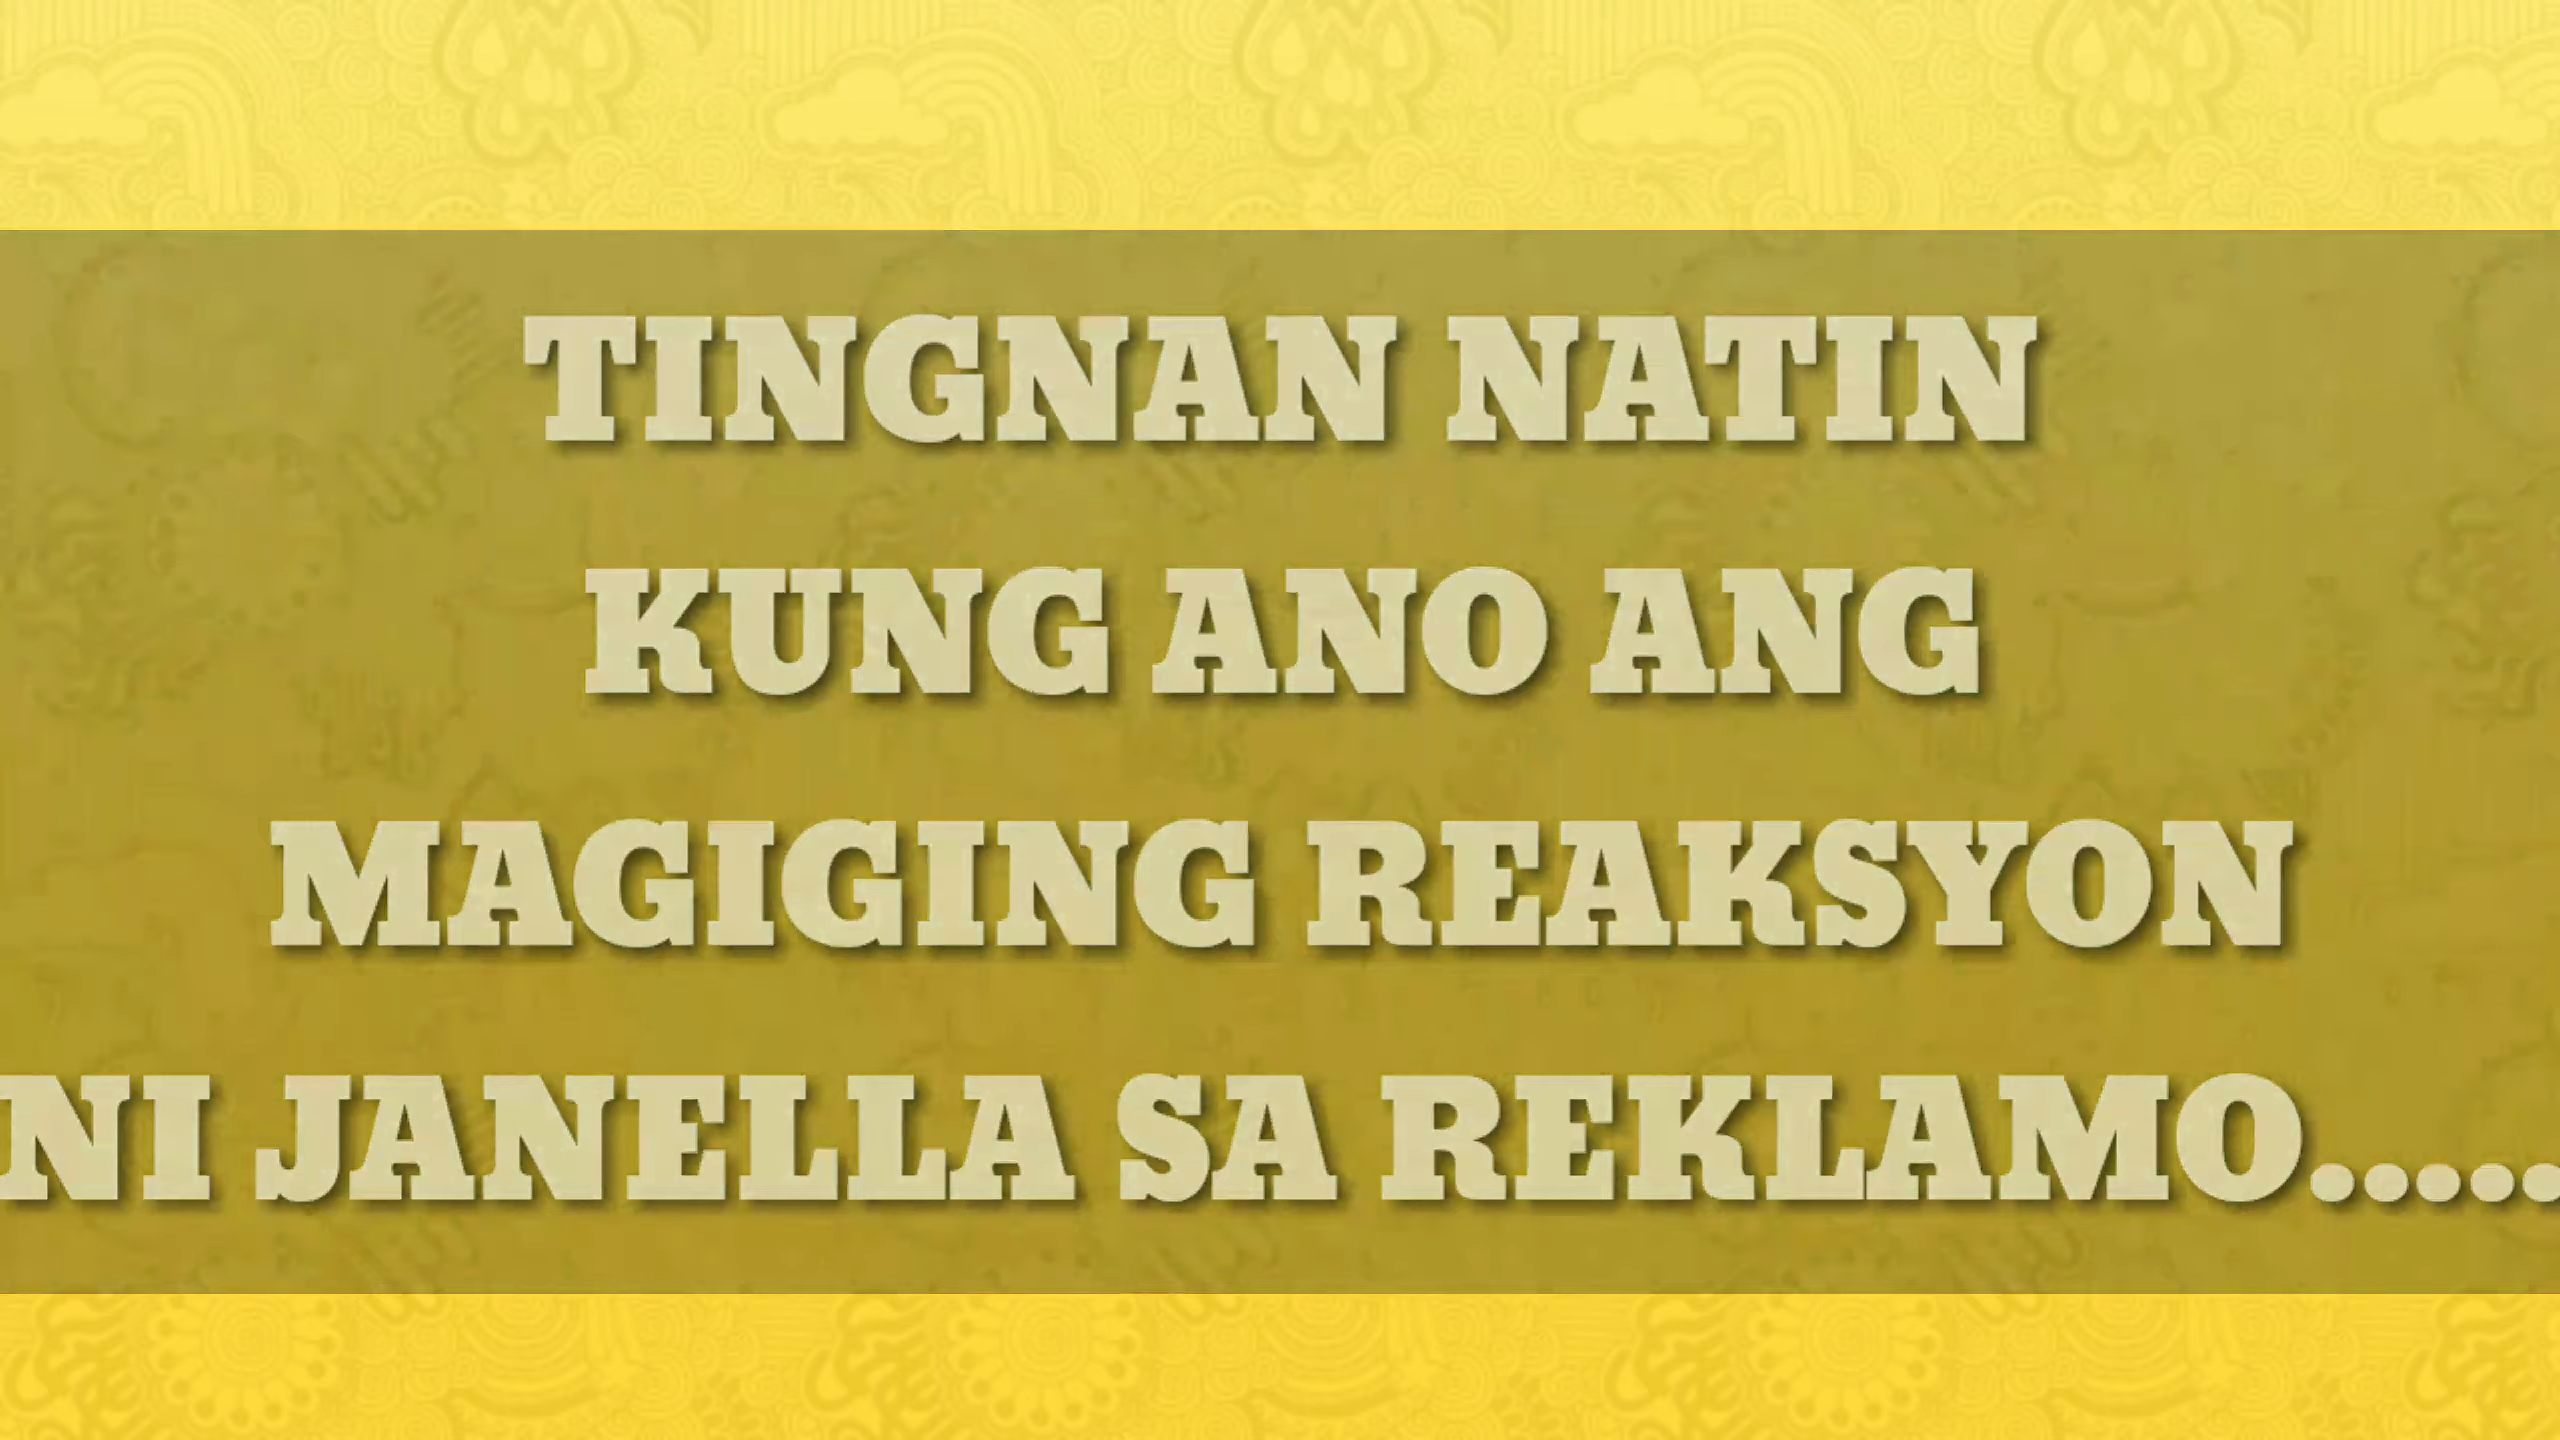 TINGNAN NATIN
KUNG ANO ANG
MAGIGING REAKSYON
NI JANELLA SA REKLAMO.....